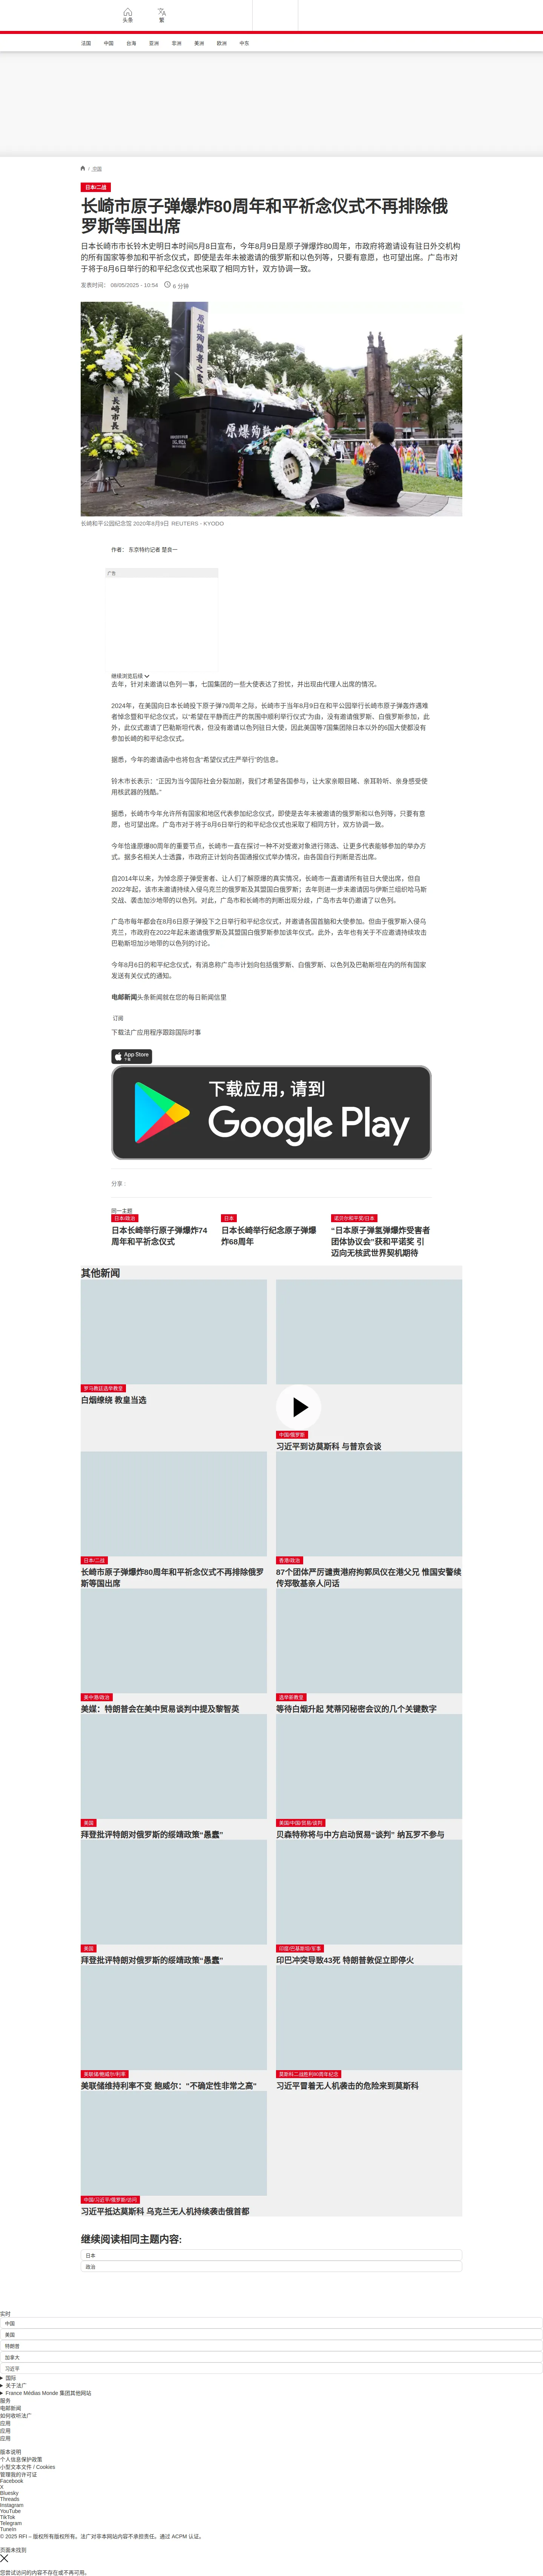 头条
繁
法国 中国 台海 亚洲 非洲 美洲 欧洲 中东
/ 中国
日本/二战
长崎市原子弹爆炸80周年和平祈念仪式不再排除俄
罗斯等国出席
日本长崎市市长铃木史明日本时间5月8日宣布，今年8月9日是原子弹爆炸80周年，市政府将邀请设有驻日外交机构
的所有国家等参加和平祈念仪式，即使是去年未被邀请的俄罗斯和以色列等，只要有意愿，也可望出席。广岛市对
于将于8月6日举行的和平纪念仪式也采取了相同方针，双方协调一致。
发表时间： 08/05/2025 - 10:54 6 分钟
長崎市長
原爆殉難者之霊
原爆殉難
长崎和平公园纪念馆 2020年8月9日 REUTERS - KYODO
作者： 东京特约记者 楚良一
广告
继续浏览后续
去年，针对未邀请以色列一事，七国集团的一些大使表达了担忧，并出现由代理人出席的情况。
2024年，在美国向日本长崎投下原子弹79周年之际，长崎市于当年8月9日在和平公园举行长崎市原子弹轰炸遇难
者悼念暨和平纪念仪式，以“希望在平静而庄严的氛围中顺利举行仪式”为由，没有邀请俄罗斯、白俄罗斯参加，此
外，此仪式邀请了巴勒斯坦代表，但没有邀请以色列驻日大使，因此美国等7国集团除日本以外的6国大使都没有
参加长崎的和平纪念仪式。
据悉，今年的邀请函中也将包含“希望仪式庄严举行”的信息。
铃木市长表示：“正因为当今国际社会分裂加剧，我们才希望各国参与，让大家亲眼目睹、亲耳聆听、亲身感受使
用核武器的残酷。”
据悉，长崎市今年允许所有国家和地区代表参加纪念仪式，即使是去年未被邀请的俄罗斯和以色列等，只要有意
愿，也可望出席。广岛市对于将于8月6日举行的和平纪念仪式也采取了相同方针，双方协调一致。
今年恰逢原爆80周年的重要节点，长崎市一直在探讨一种不对受邀对象进行筛选、让更多代表能够参加的举办方
式。据多名相关人士透露，市政府正计划向各国通报仪式举办情况，由各国自行判断是否出席。
自2014年以来，为悼念原子弹受害者、让人们了解原爆的真实情况，长崎市一直邀请所有驻日大使出席，但自
2022年起，该市未邀请持续入侵乌克兰的俄罗斯及其盟国白俄罗斯；去年则进一步未邀请因与伊斯兰组织哈马斯
交战、袭击加沙地带的以色列。对此，广岛市和长崎市的判断出现分歧，广岛市去年仍邀请了以色列。
广岛市每年都会在8月6日原子弹投下之日举行和平纪念仪式，并邀请各国首脑和大使参加。但由于俄罗斯入侵乌
克兰，市政府在2022年起未邀请俄罗斯及其盟国白俄罗斯参加该年仪式。此外，去年也有关于不应邀请持续攻击
巴勒斯坦加沙地带的以色列的讨论。
今年8月6日的和平纪念仪式，有消息称广岛市计划向包括俄罗斯、白俄罗斯、以色列及巴勒斯坦在内的所有国家
发送有关仪式的通知。
电邮新闻头条新闻就在您的每日新闻信里
订阅
下载法广应用程序跟踪国际时事
App Store
下载
下载应用，请到
Google Play
分享 :
同一主题
日本/政治
日本长崎举行原子弹爆炸74
周年和平祈念仪式
日本
日本长崎举行纪念原子弹爆
炸68周年
诺贝尔和平奖/日本
“日本原子弹氢弹爆炸受害者
团体协议会”获和平诺奖 引
迈向无核武世界契机期待
其他新闻
罗马教廷选举教皇
白烟缭绕 教皇当选
中国/俄罗斯
习近平到访莫斯科 与普京会谈
日本/二战
长崎市原子弹爆炸80周年和平祈念仪式不再排除俄罗
斯等国出席
香港/政治
87个团体严厉谴责港府拘郭凤仪在港父兄 惟国安警续
传郑敬基亲人问话
美中港/政治
美媒：特朗普会在美中贸易谈判中提及黎智英
选举新教皇
等待白烟升起 梵蒂冈秘密会议的几个关键数字
美国
拜登批评特朗对俄罗斯的绥靖政策“愚蠢”
美国/中国/贸易/谈判
贝森特称将与中方启动贸易“谈判” 纳瓦罗不参与
美国
拜登批评特朗对俄罗斯的绥靖政策“愚蠢”
印度/巴基斯坦/军事
印巴冲突导致43死 特朗普敦促立即停火
美联储/鲍威尔/利率
美联储维持利率不变 鲍威尔：“不确定性非常之高”
莫斯科二战胜利80周年纪念
习近平冒着无人机袭击的危险来到莫斯科
中国/习近平/俄罗斯/访问
习近平抵达莫斯科 乌克兰无人机持续袭击俄首都
继续阅读相同主题内容:
日本
政治
实时
中国
美国
特朗普
加拿大
习近平
国际
关于法广
France Médias Monde 集团其他网站
服务
电邮新闻
如何收听法广
应用
应用
应用
版本说明
个人信息保护政策
小型文本文件 / Cookies
管理我的许可证
Facebook
X
Bluesky
Threads
Instagram
YouTube
TikTok
Telegram
TuneIn
© 2025 RFI – 版权所有版权所有。法广对非本网站内容不承担责任。通过 ACPM 认证。
页面未找到
您尝试访问的内容不存在或不再可用。